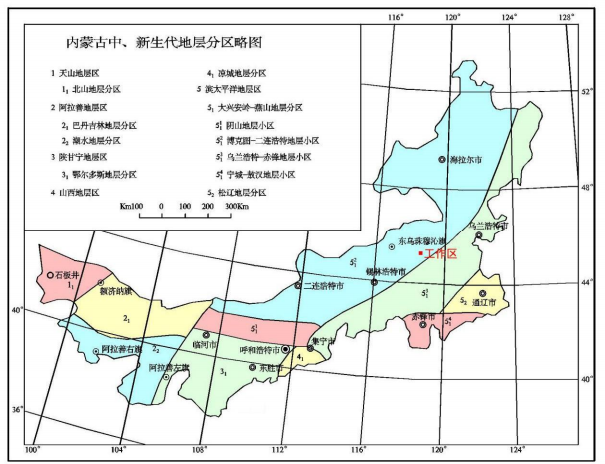 116°
120°
124°
128°
内蒙古中、新生代地层分区略图
1 天山地层区
1₁ 北山地层分区
2 阿拉善地层区
2₁ 巴丹吉林地层分区
2₂ 潮水地层分区
3 陕甘宁地层区
3₁ 鄂尔多斯地层分区
4 山西地层区
4₁ 凉城地层分区
5 滨太平洋地层区
5₁ 大兴安岭—燕山地层分区
5₁¹ 阴山地层小区
5₁² 博克图—二连浩特地层小区
5₁³ 乌兰浩特—赤锋地层小区
5₁⁴ 宁城—敖汉地层小区
5₂ 松辽地层分区
Km100 0 100 200 300Km
52°
48°
44°
40°
40°
36°
海拉尔市
乌兰浩特市
东乌珠穆沁旗
工作区
5₁²
锡林浩特市
二连浩特市
5₁³
5₂
通辽市
石板井
1₁
额济纳旗
2₁
5₁¹
赤锋市
5₁⁴
临河市
呼和浩特市
集宁市
4₁
2₂
阿拉善右旗
阿拉善左旗
3₁
东胜市
100°
104°
108°
112°
116°
120°
124°